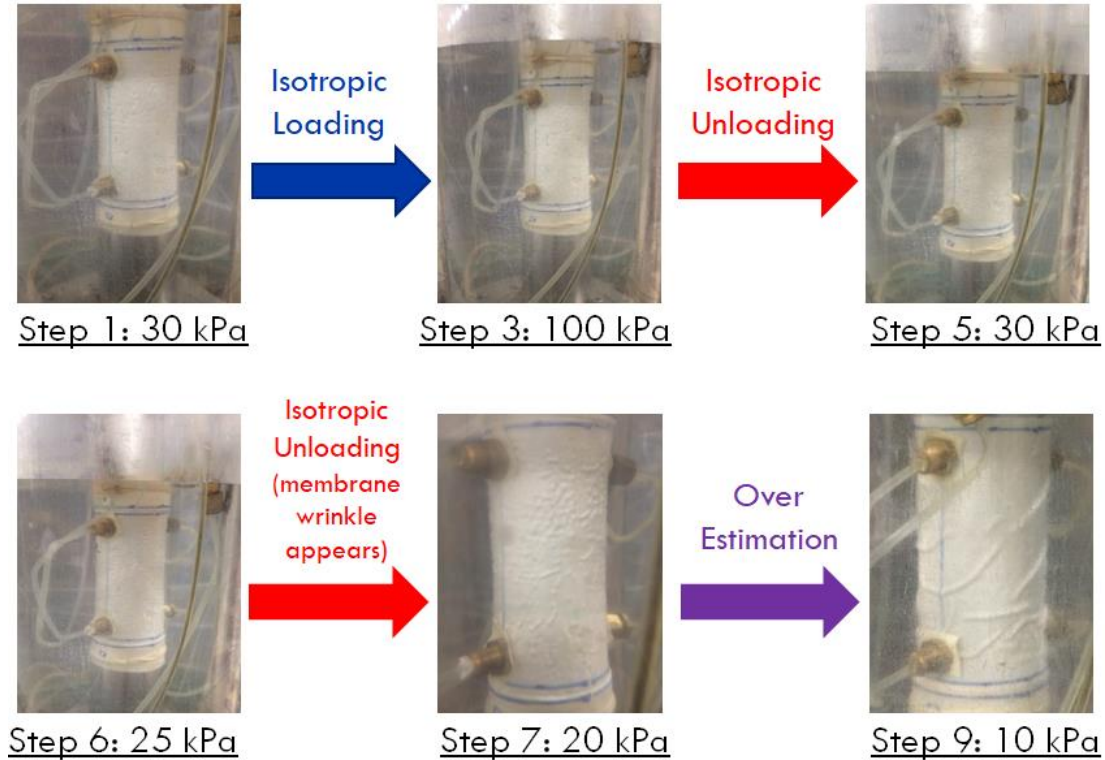 Isotropic
Loading
Isotropic
Unloading
Step 1: 30 kPa
Step 3: 100 kPa
Step 5: 30 kPa
Isotropic
Unloading
(membrane
wrinkle
appears)
Over
Estimation
Step 6: 25 kPa
Step 7: 20 kPa
Step 9: 10 kPa